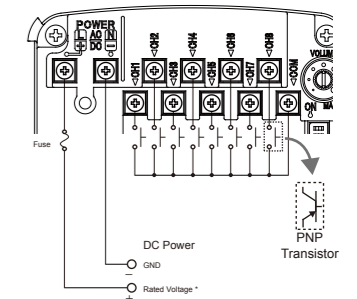 POWER
L AC N
+ DC −
CH2
CH4
CH6
CH8
VOLUM
CH1
CH3
CH5
CH7
COM
ON MA
Fuse
PNP
Transistor
DC Power
GND
−
Rated Voltage *
+